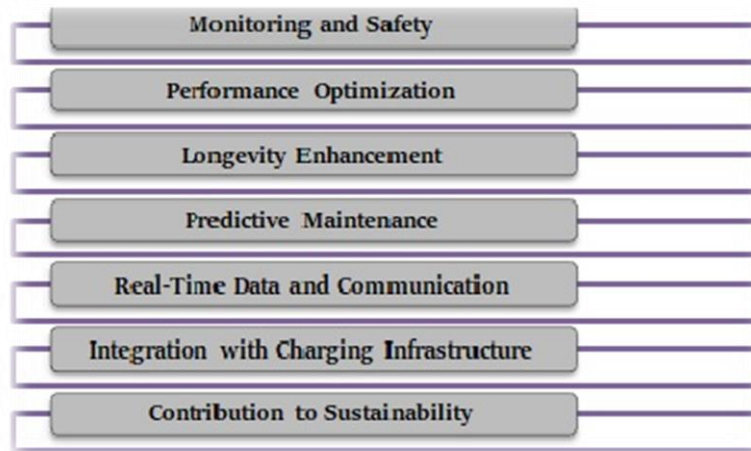 Monitoring and Safety
Performance Optimization
Longevity Enhancement
Predictive Maintenance
Real-Time Data and Communication
Integration with Charging Infrastructure
Contribution to Sustainability